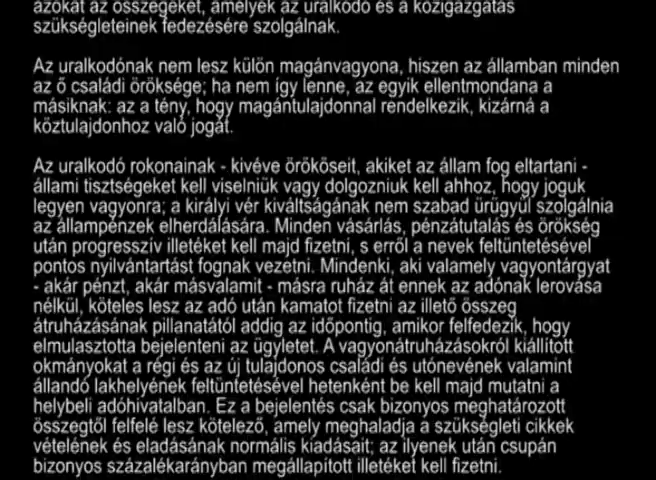 azokat az összegeket, amelyek az uralkodó és a közigazgatás
szükségleteinek fedezésére szolgálnak.
Az uralkodónak nem lesz külön magánvagyona, hiszen az államban minden
az ő családi öröksége; ha nem így lenne, az egyik ellentmondana a
másiknak: az a tény, hogy magántulajdonnal rendelkezik, kizárná a
köztulajdonhoz való jogát.
Az uralkodó rokonainak - kivéve örököseit, akiket az állam fog eltartani -
állami tisztségeket kell viselniük vagy dolgozniuk kell ahhoz, hogy joguk
legyen vagyonra; a királyi vér kiváltságának nem szabad ürügyül szolgálnia
az állampénzek elherdálására. Minden vásárlás, pénzátutalás és örökség
után progresszív illetéket kell majd fizetni, s erről a nevek feltüntetésével
pontos nyilvántartást fognak vezetni. Mindenki, aki valamely vagyontárgyat
- akár pénzt, akár másvalamit - másra ruház át ennek az adónak lerovása
nélkül, köteles lesz az adó után kamatot fizetni az illető összeg
átruházásának pillanatától addig az időpontig, amikor felfedezik, hogy
elmulasztotta bejelenteni az ügyletet. A vagyonátruházásokról kiállított
okmányokat a régi és az új tulajdonos családi és utónevének valamint
állandó lakhelyének feltüntetésével hetenként be kell majd mutatni a
helybeli adóhivatalban. Ez a bejelentés csak bizonyos meghatározott
összegtől felfelé lesz kötelező, amely meghaladja a szükségleti cikkek
vételének és eladásának normális kiadásait; az ilyenek után csupán
bizonyos százalékarányban megállapított illetéket kell fizetni.